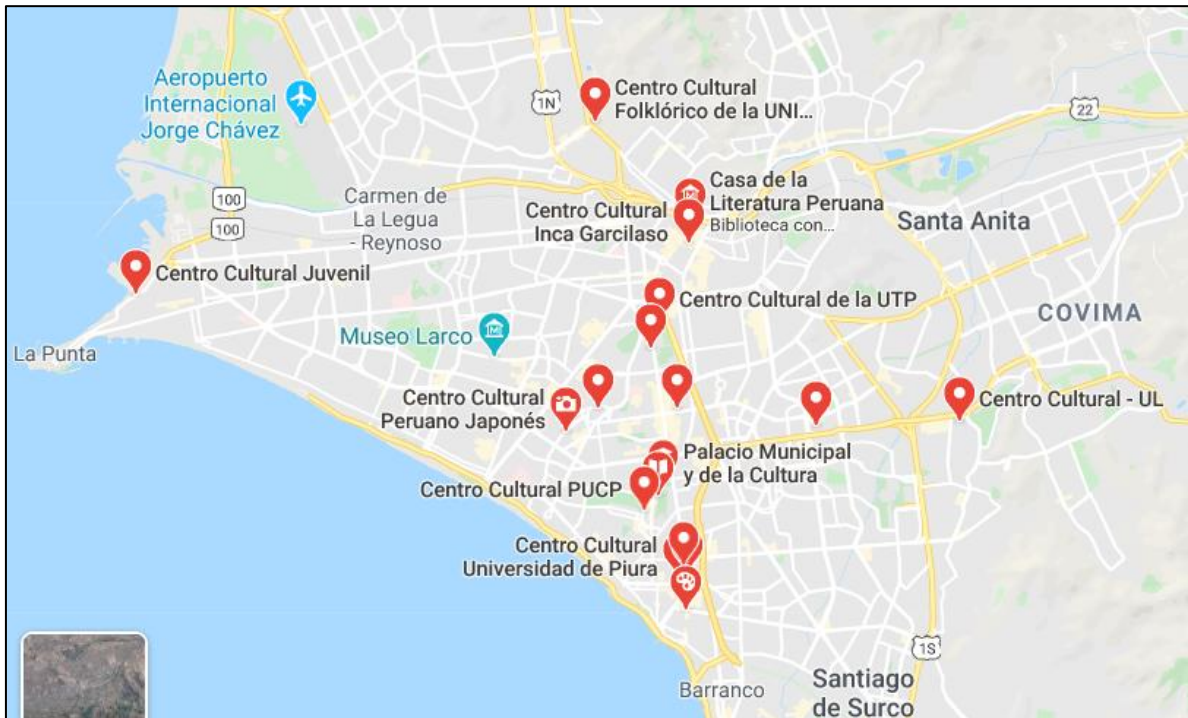 Aeropuerto
Internacional
Jorge Chávez
1N
Centro Cultural
Folklórico de la UNI...
22
100
100
Carmen de
La Legua
- Reynoso
Casa de la
Literatura Peruana
Biblioteca con...
Centro Cultural
Inca Garcilaso
Santa Anita
Centro Cultural Juvenil
Centro Cultural de la UTP
COVIMA
Museo Larco
La Punta
Centro Cultural
Peruano Japonés
Centro Cultural - UL
Palacio Municipal
y de la Cultura
Centro Cultural PUCP
Centro Cultural
Universidad de Piura
1S
Barranco
Santiago
de Surco